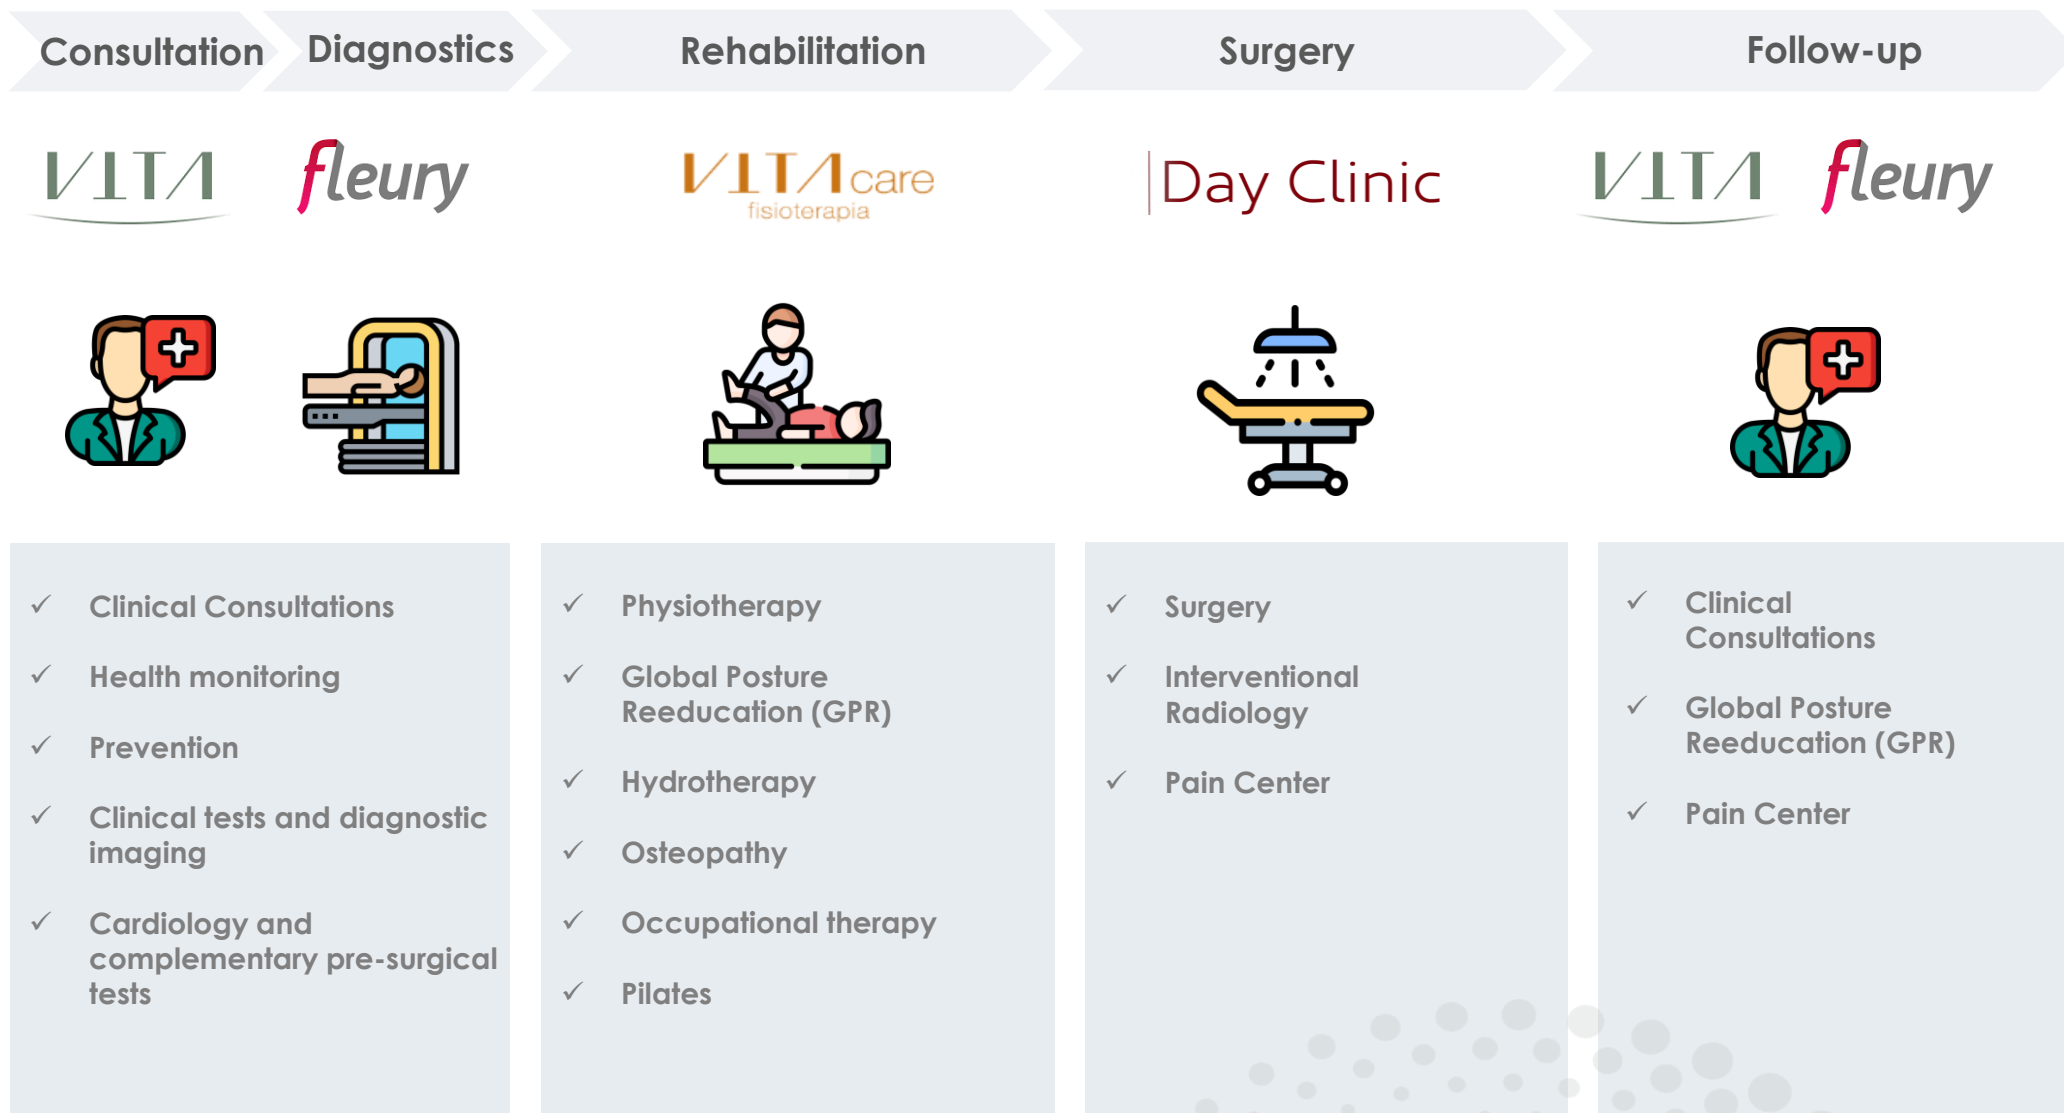 Consultation
Diagnostics
Rehabilitation
Surgery
Follow-up
VITA
fleury
VITA care
fisioterapia
Day Clinic
VITA
fleury
Clinical Consultations
Health monitoring
Prevention
Clinical tests and diagnostic
imaging
Cardiology and
complementary pre-surgical
tests
Physiotherapy
Global Posture
Reeducation (GPR)
Hydrotherapy
Osteopathy
Occupational therapy
Pilates
Surgery
Interventional
Radiology
Pain Center
Clinical
Consultations
Global Posture
Reeducation (GPR)
Pain Center